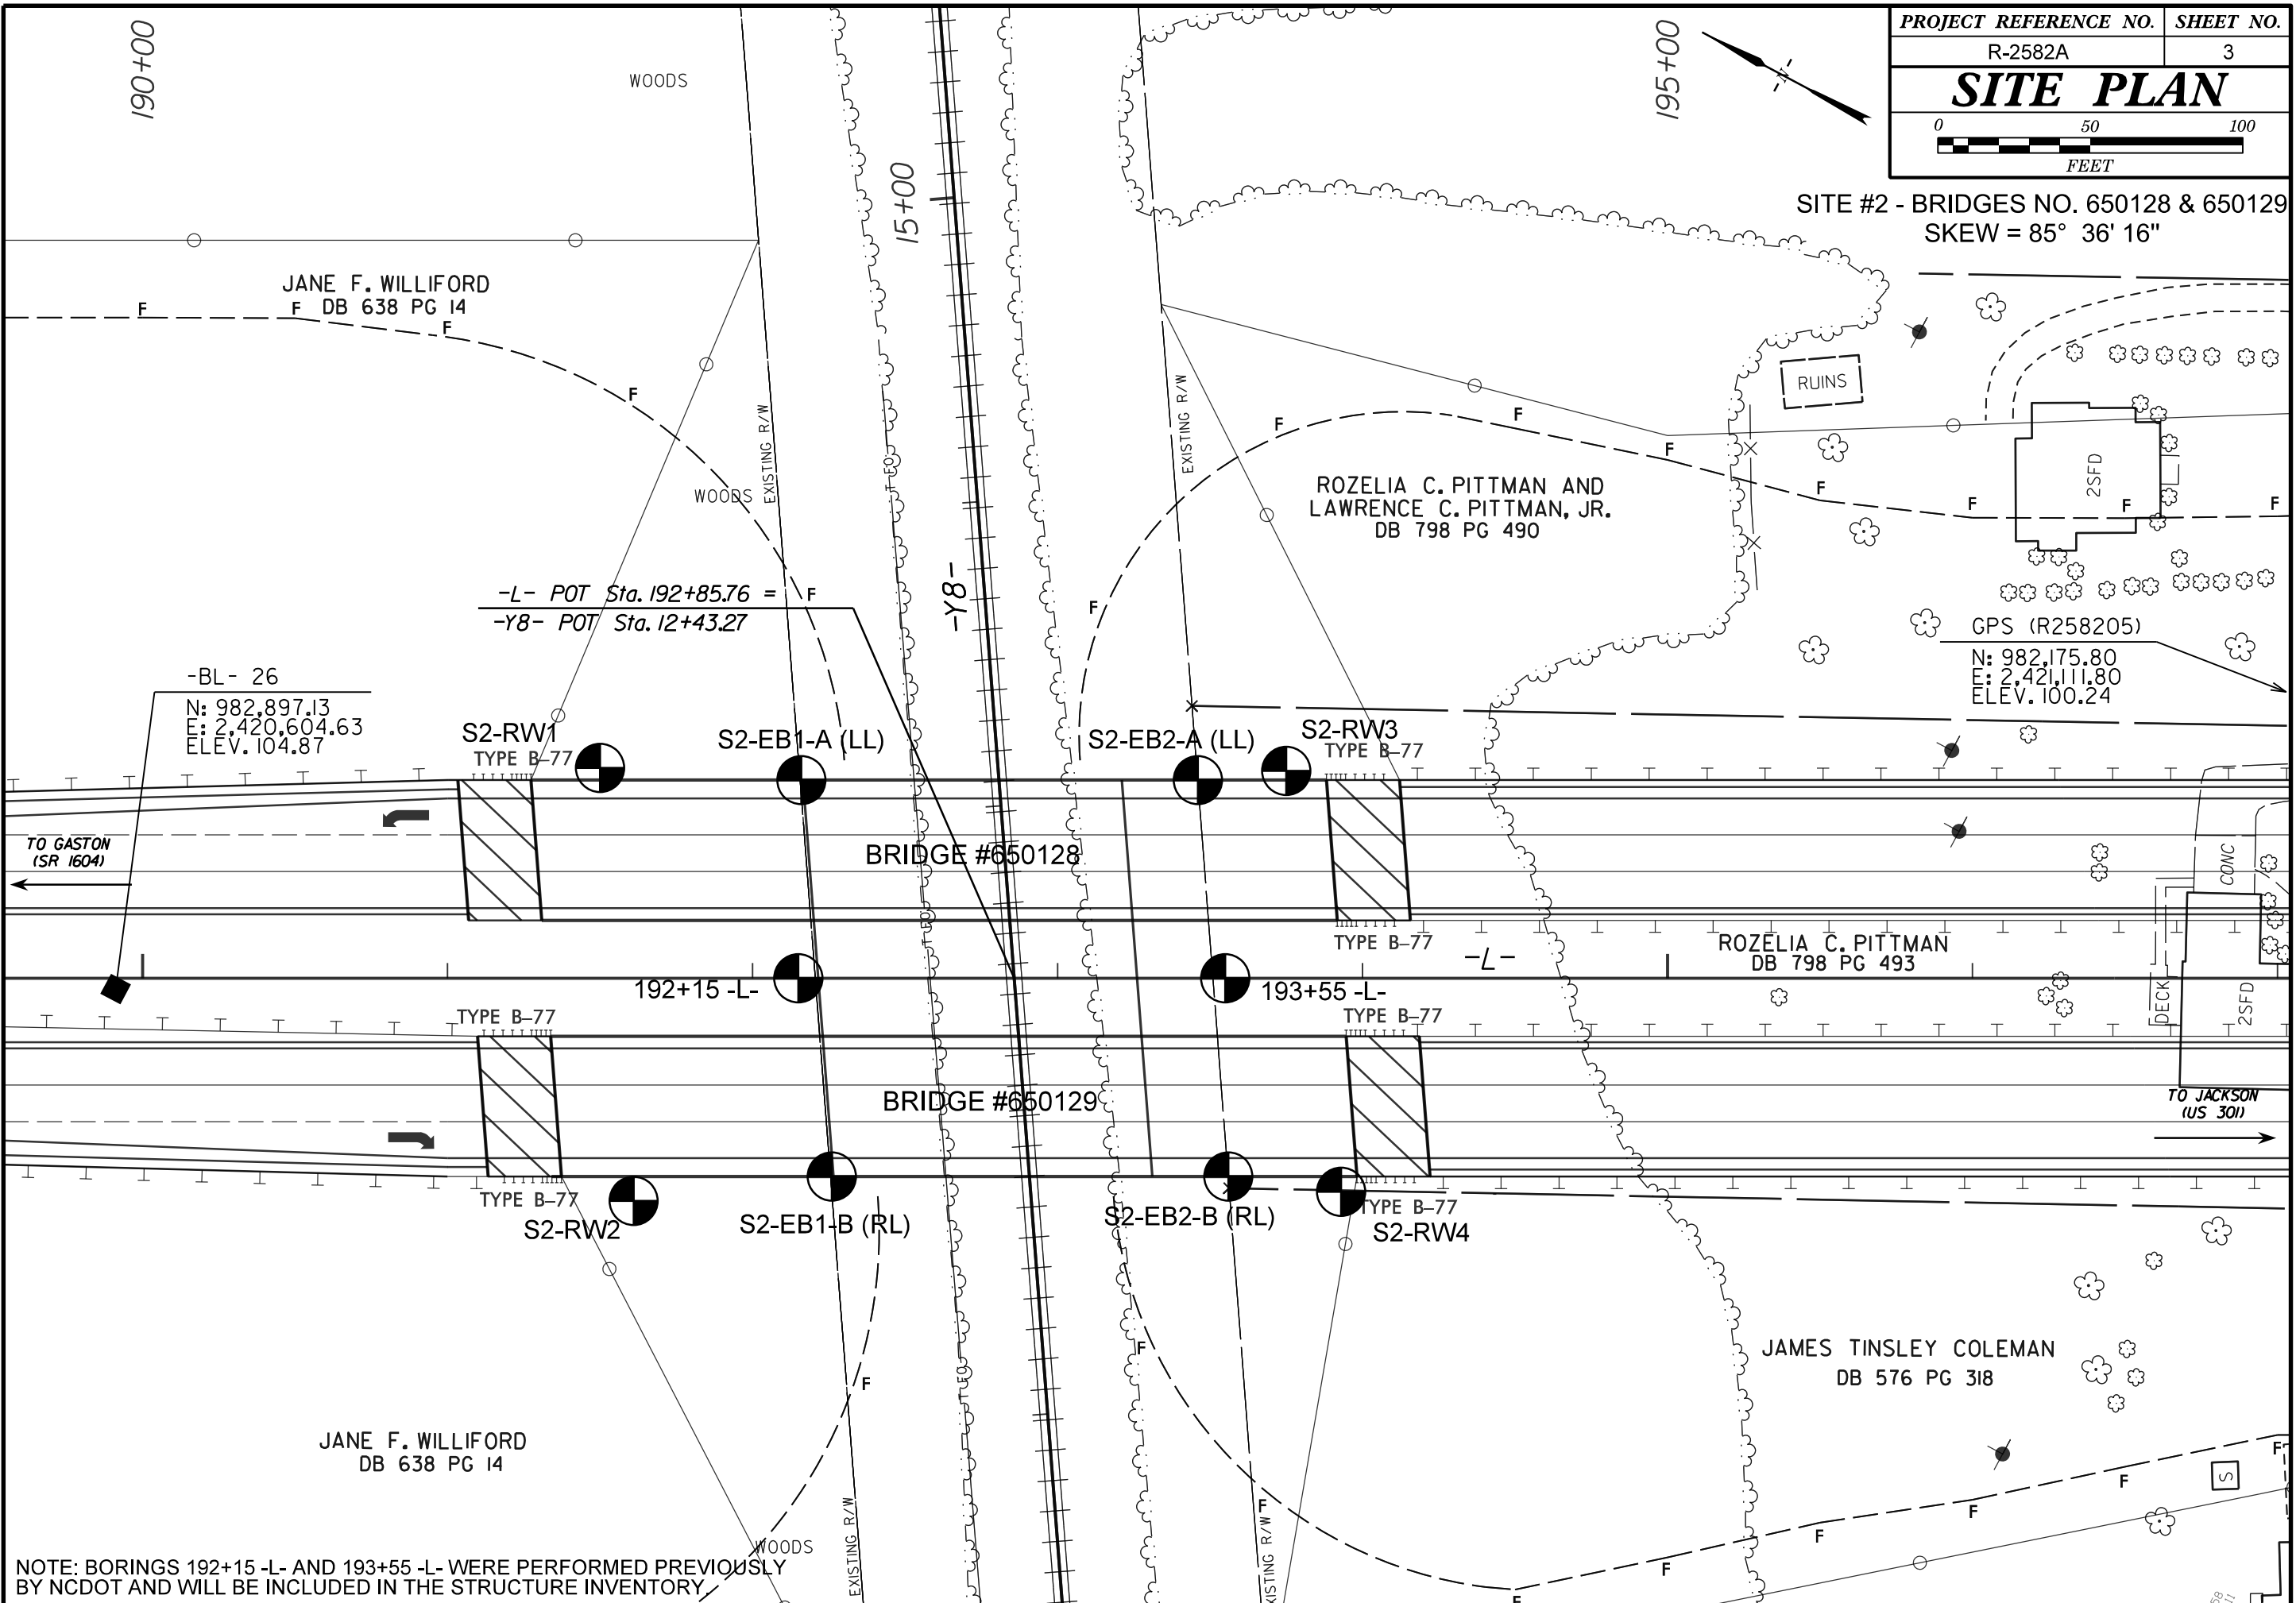 PROJECT REFERENCE NO. SHEET NO.
R-2582A 3
SITE PLAN
0 50 100
FEET
SITE #2 - BRIDGES NO. 650128 & 650129
SKEW = 85° 36' 16"
190+00
WOODS
195+00
N
15+00
JANE F. WILLIFORD
DB 638 PG 14
F F F F F
EXISTING R/W
WOODS
T FO
EXISTING R/W
F F F F F F F F
RUINS
2SFD
ROZELIA C. PITTMAN AND
LAWRENCE C. PITTMAN, JR.
DB 798 PG 490
-L- POT Sta. 192+85.76 =
-Y8- POT Sta. 12+43.27
-Y8-
GPS (R258205)
N: 982,175.80
E: 2,421,111.80
ELEV. 100.24
-BL- 26
N: 982,897.13
E: 2,420,604.63
ELEV. 104.87
S2-RW1
TYPE B-77
S2-EB1-A (LL)
S2-EB2-A (LL)
S2-RW3
TYPE B-77
TO GASTON
(SR 1604)
BRIDGE #650128
CONC
T FO
TYPE B-77
-L-
ROZELIA C. PITTMAN
DB 798 PG 493
192+15 -L-
193+55 -L-
DECK
2SFD
TYPE B-77
TYPE B-77
BRIDGE #650129
TO JACKSON
(US 301)
TYPE B-77
S2-RW2
S2-EB1-B (RL)
S2-EB2-B (RL)
TYPE B-77
S2-RW4
F
F
T FO
JAMES TINSLEY COLEMAN
DB 576 PG 318
JANE F. WILLIFORD
DB 638 PG 14
EXISTING R/W
F
EXISTING R/W
F F F F F F
S
WOODS
NOTE: BORINGS 192+15 -L- AND 193+55 -L- WERE PERFORMED PREVIOUSLY
BY NCDOT AND WILL BE INCLUDED IN THE STRUCTURE INVENTORY.